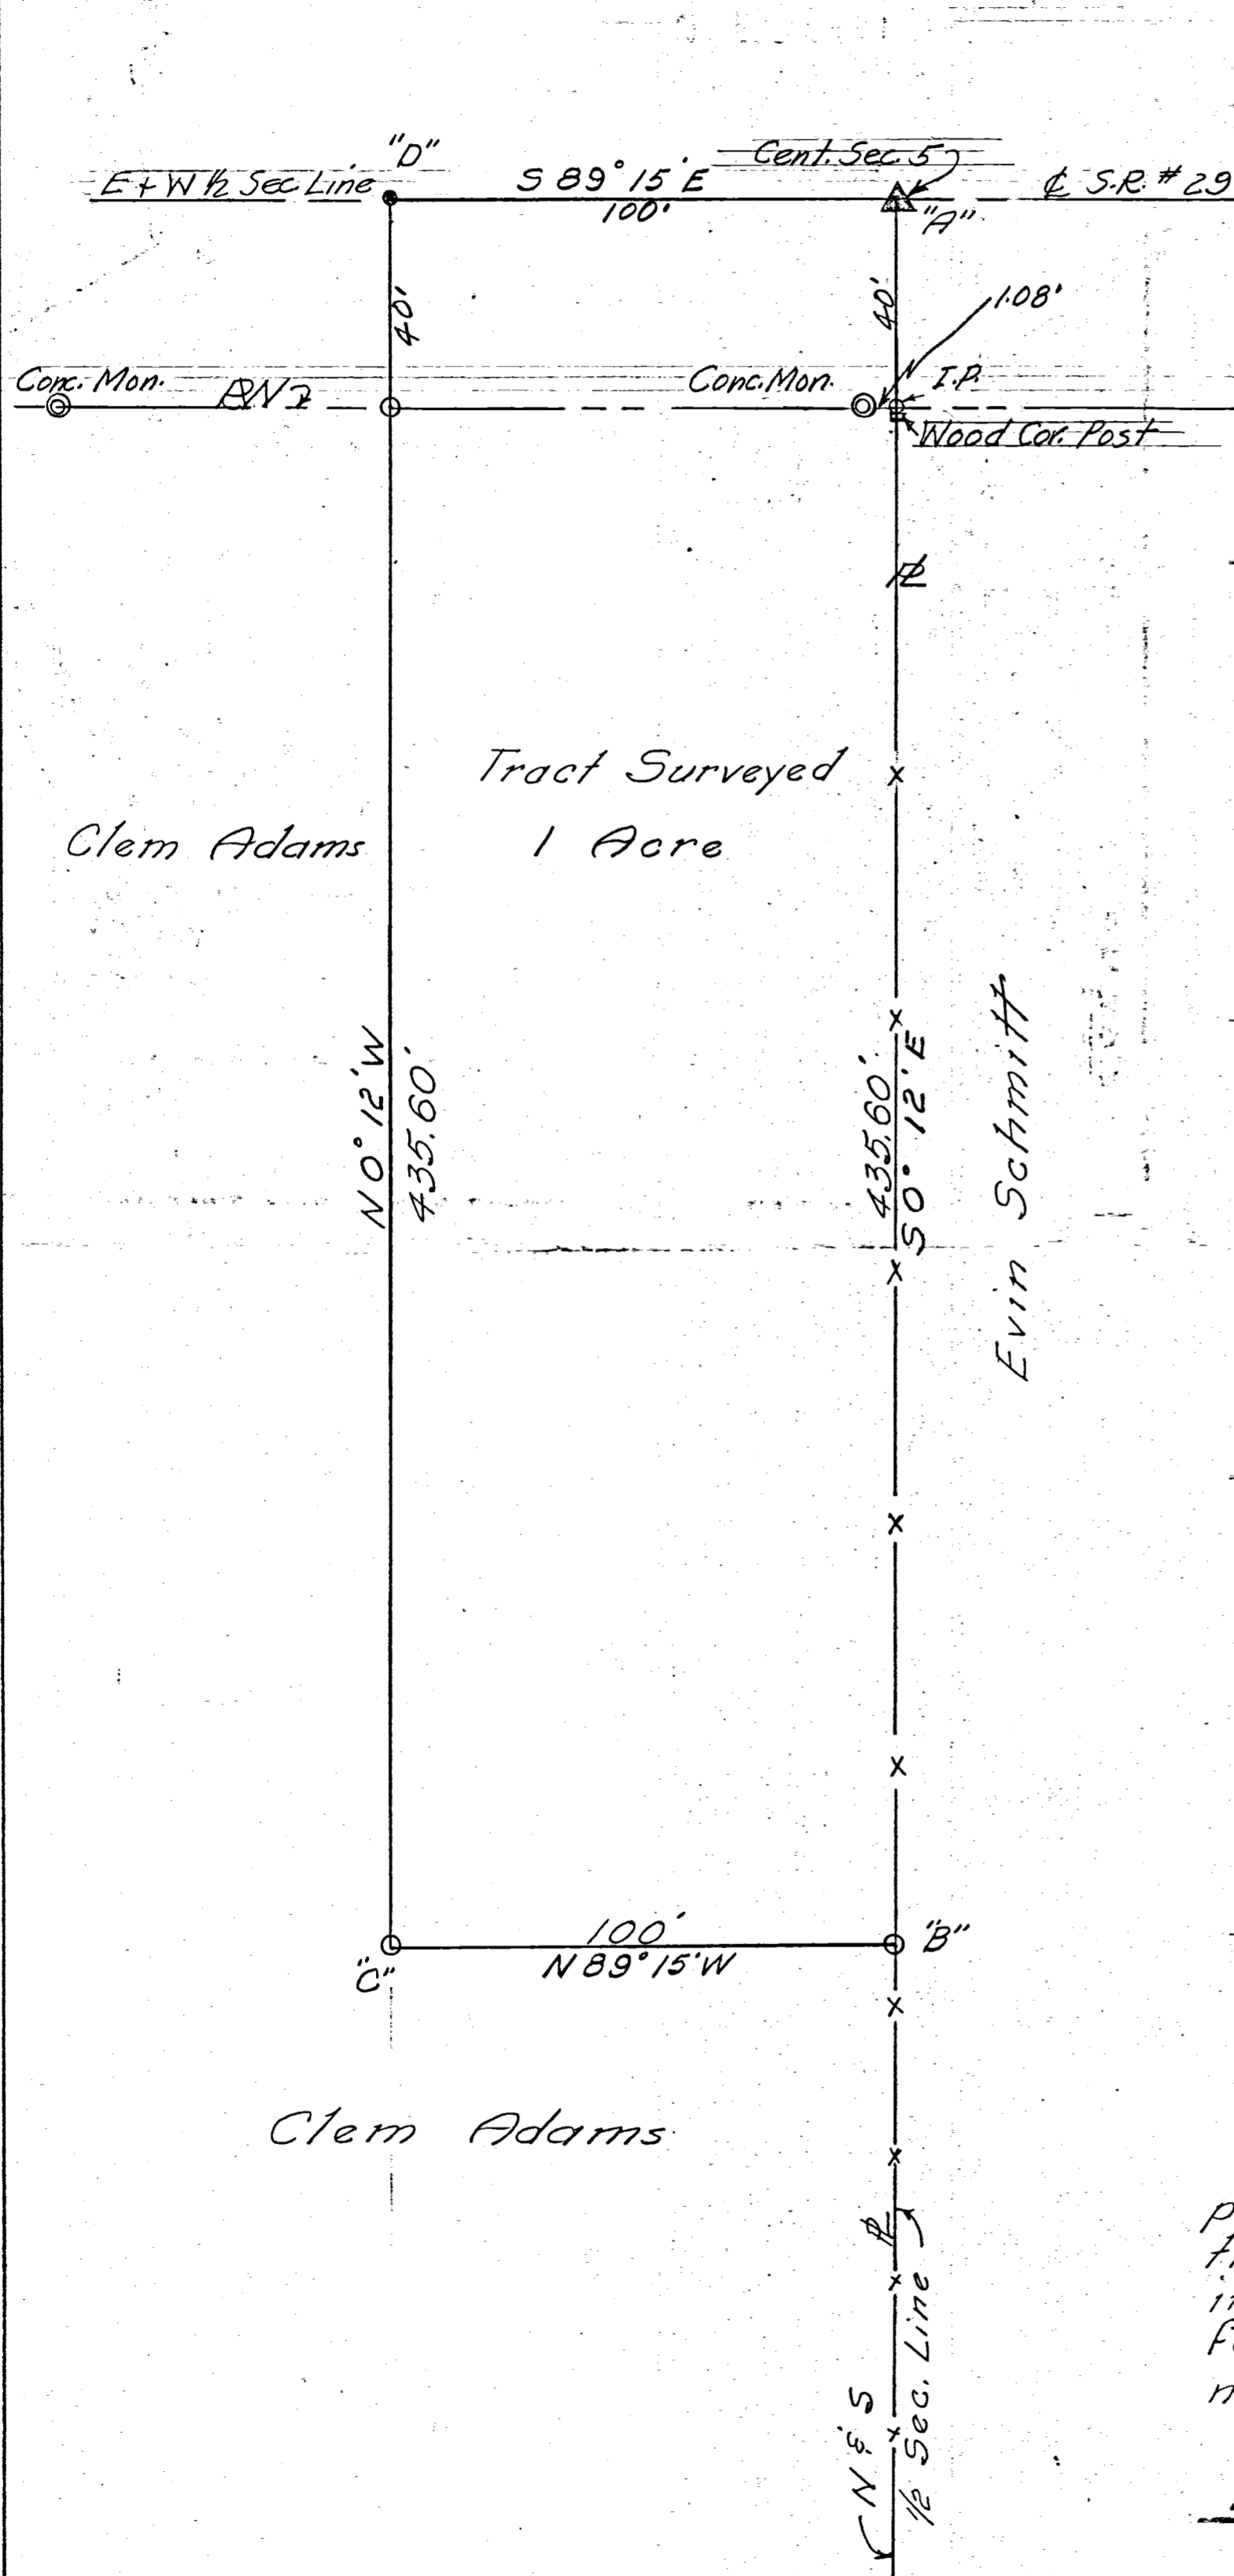 "D"
Cent. Sec 5
E & W ½ Sec Line
S 89° 15' E
100'
"A"
℄ S.R. # 29
40'
40'
1.08'
Conc. Mon.
Conc. Mon.
I.P.
Wood Cor. Post
Tract Surveyed
1 Acre
Clem Adams
N 0° 12' W
435.60'
435.60'
S 0° 12' E
Evin Schmitt
100'
N 89° 15' W
"B"
"C"
Clem Adams
N & S
½ Sec. Line